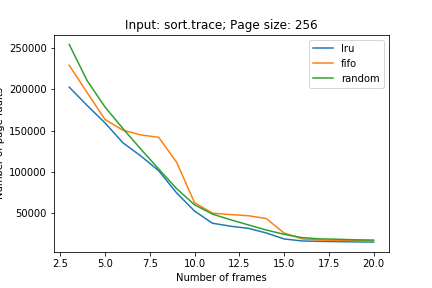 Input: sort.trace; Page size: 256
lru
fifo
random
250000
200000
150000
100000
50000
of page faults
2.5 5.0 7.5 10.0 12.5 15.0 17.5 20.0
Number of frames